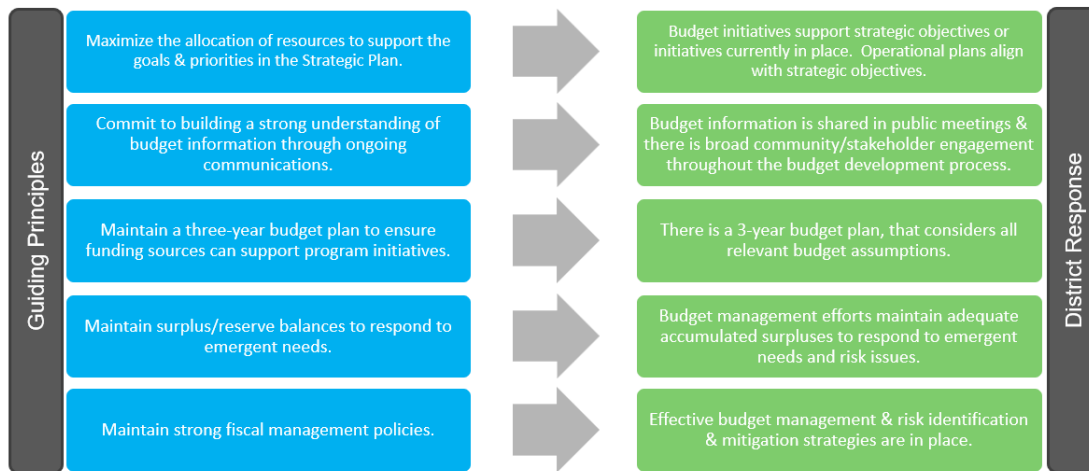 Guiding Principles
Maximize the allocation of resources to support the
goals & priorities in the Strategic Plan.
Budget initiatives support strategic objectives or
initiatives currently in place.  Operational plans align
with strategic objectives.
Commit to building a strong understanding of
budget information through ongoing
communications.
Budget information is shared in public meetings &
there is broad community/stakeholder engagement
throughout the budget development process.
Maintain a three-year budget plan to ensure
funding sources can support program initiatives.
There is a 3-year budget plan, that considers all
relevant budget assumptions.
Maintain surplus/reserve balances to respond to
emergent needs.
Budget management efforts maintain adequate
accumulated surpluses to respond to emergent
needs and risk issues.
Maintain strong fiscal management policies.
Effective budget management & risk identification
& mitigation strategies are in place.
District Response